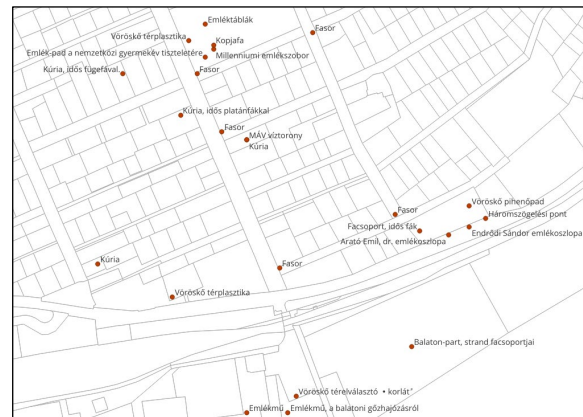 Emléktáblák
Fasor
Vöröskő térplasztika
Kopjafa
Millenniumi emlékszobor
Emlék-pad a nemzetközi gyermekév tiszteletére
Kúria, idős fügefával
Fasor
Kúria, idős platánfákkal
Fasor
MÁV víztorony
Kúria
Vöröskő pihenőpad
Fasor
Háromszögelési pont
Facsoport, idős fák
Endrődi Sándor emlékoszlopa
Arató Emil, dr. emlékoszlopa
Kúria
Fasor
Vöröskő térplasztika
Balaton-part, strand facsoportjai
Vöröskő térelválasztó • korlát"
Emlékmű
Emlékmű, a balatoni gőzhajózásról